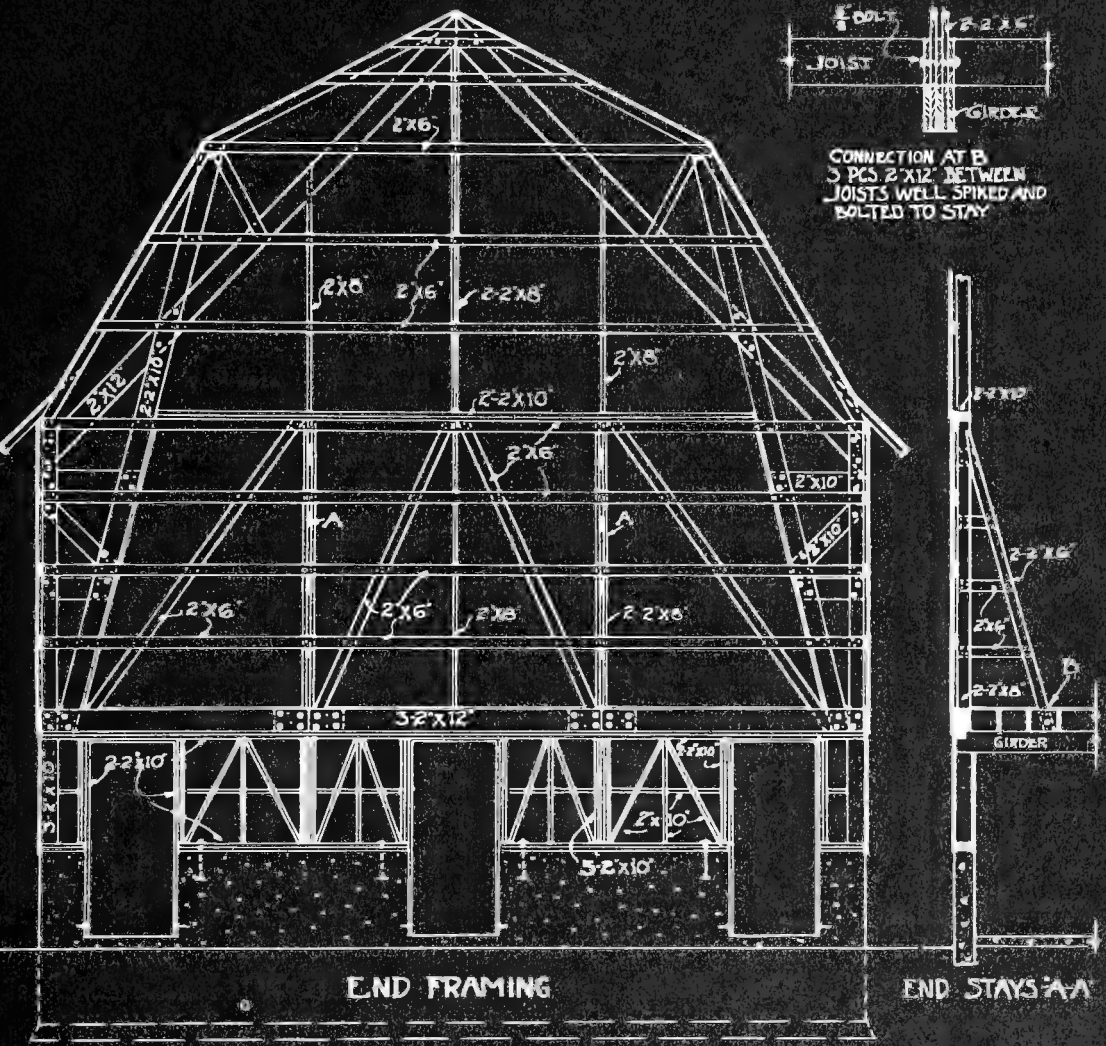 BOLT
2-2"X6"
JOIST
GIRDER
CONNECTION AT B
3 PCS. 2"X12" BETWEEN
JOISTS WELL SPIKED AND
BOLTED TO STAY
2"X6"
2"X8"
2"X6"
2-2"X8"
2"X8"
2"X12"
2-2"X10"
2-2"X10"
2"X6"
2"X10"
A
A
2"X10"
2"X6"
2"X6"
2"X8"
2-2"X8"
3-2"X12"
2-2"X10"
3-2"X10"
2-2"X10"
2"X10"
3-2"X10"
2-2"X10"
2-2"X6"
2"X6"
B
2-2"X8"
GIRDER
END FRAMING
END STAYS "A-A"